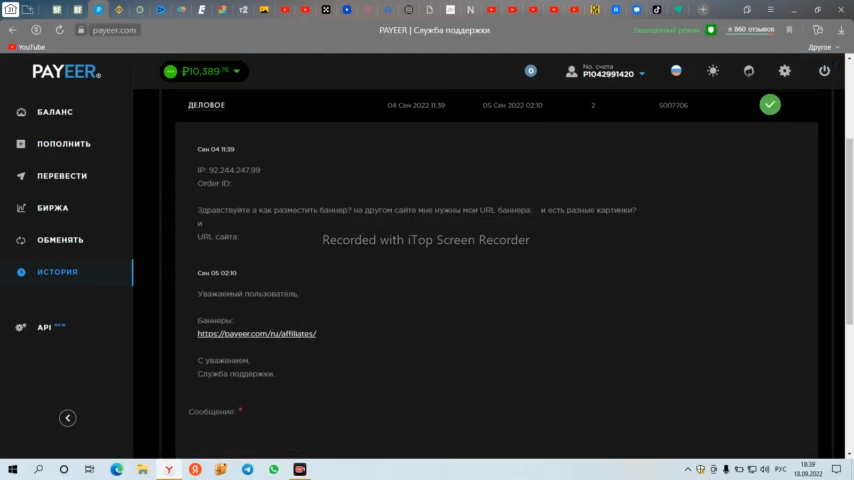 payeer.com
PAYEER | Служба поддержки
Защищённый режим
★ 860 отзывов
YouTube
Другое
PAYEER
₽10,389.76
0
No. счета
P1042991420
БАЛАНС
ПОПОЛНИТЬ
ПЕРЕВЕСТИ
БИРЖА
ОБМЕНЯТЬ
ИСТОРИЯ
API NEW
ДЕЛОВОЕ 04 Сен 2022 11:39 05 Сен 2022 02:10 2 5007706
Сен 04 11:39
IP: 92.244.247.99
Order ID:
Здравствуйте а как разместить баннер? на другом сайте мне нужны мои URL баннера: и есть разные картинки?
и
URL сайта:
Recorded with iTop Screen Recorder
Сен 05 02:10
Уважаемый пользователь,
Баннеры:
https://payeer.com/ru/affiliates/
С уважением,
Служба поддержки.
Сообщение: *
РУС
18:39
18.09.2022